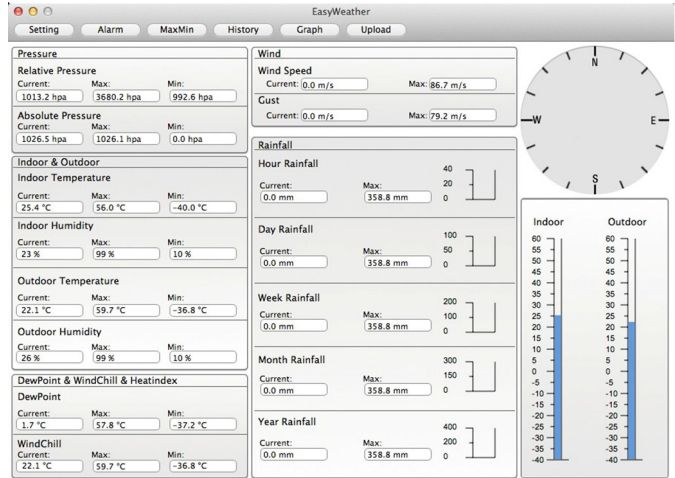 EasyWeather
Setting Alarm MaxMin History Graph Upload
Pressure
Relative Pressure
Current: Max: Min:
1013.2 hpa 3680.2 hpa 992.6 hpa
Absolute Pressure
Current: Max: Min:
1026.5 hpa 1026.1 hpa 0.0 hpa
Indoor & Outdoor
Indoor Temperature
Current: Max: Min:
25.4 °C 56.0 °C -40.0 °C
Indoor Humidity
Current: Max: Min:
23 % 99 % 10 %
Outdoor Temperature
Current: Max: Min:
22.1 °C 59.7 °C -36.8 °C
Outdoor Humidity
Current: Max: Min:
26 % 99 % 10 %
DewPoint & WindChill & Heatindex
DewPoint
Current: Max: Min:
1.7 °C 57.8 °C -37.2 °C
WindChill
Current: Max: Min:
22.1 °C 59.7 °C -36.8 °C
Wind
Wind Speed
Current: 0.0 m/s Max: 86.7 m/s
Gust
Current: 0.0 m/s Max: 79.2 m/s
Rainfall
Hour Rainfall
Current: Max:
0.0 mm 358.8 mm
40
20
0
Day Rainfall
Current: Max:
0.0 mm 358.8 mm
100
50
0
Week Rainfall
Current: Max:
0.0 mm 358.8 mm
200
100
0
Month Rainfall
Current: Max:
0.0 mm 358.8 mm
300
150
0
Year Rainfall
Current: Max:
0.0 mm 358.8 mm
400
200
0
N
W E
S
Indoor Outdoor
60 60
55 55
50 50
45 45
40 40
35 35
30 30
25 25
20 20
15 15
10 10
5 5
0 0
-5 -5
-10 -10
-15 -15
-20 -20
-25 -25
-30 -30
-35 -35
-40 -40